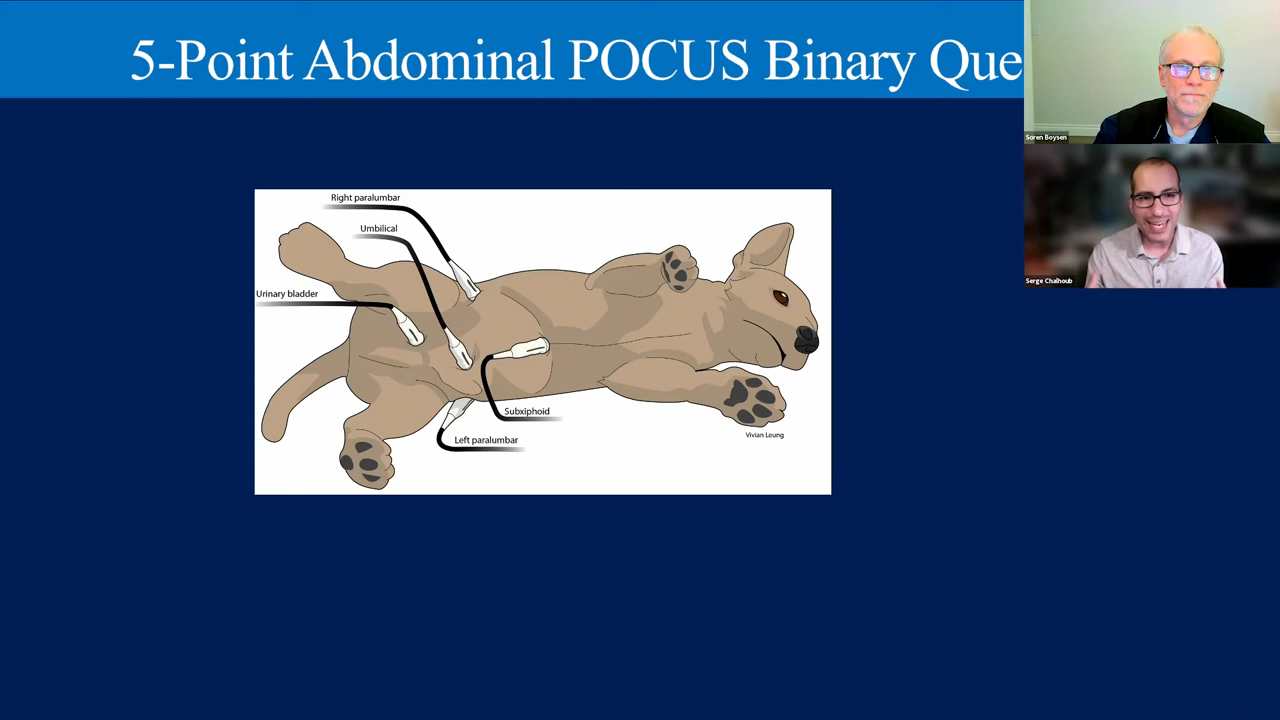 5-Point Abdominal POCUS Binary Que
Soren Boysen
Serge Chalhoub
Right paralumbar
Umbilical
Urinary bladder
Subxiphoid
Left paralumbar
Vivian Leung